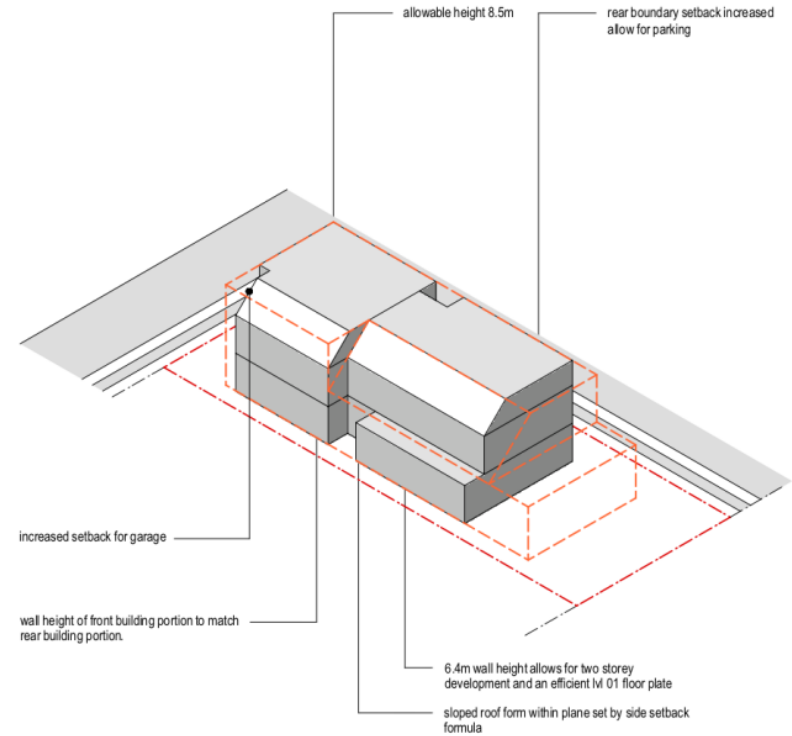 allowable height 8.5m
rear boundary setback increased
allow for parking
increased setback for garage
wall height of front building portion to match
rear building portion.
6.4m wall height allows for two storey
development and an efficient lvl 01 floor plate
sloped roof form within plane set by side setback
formula